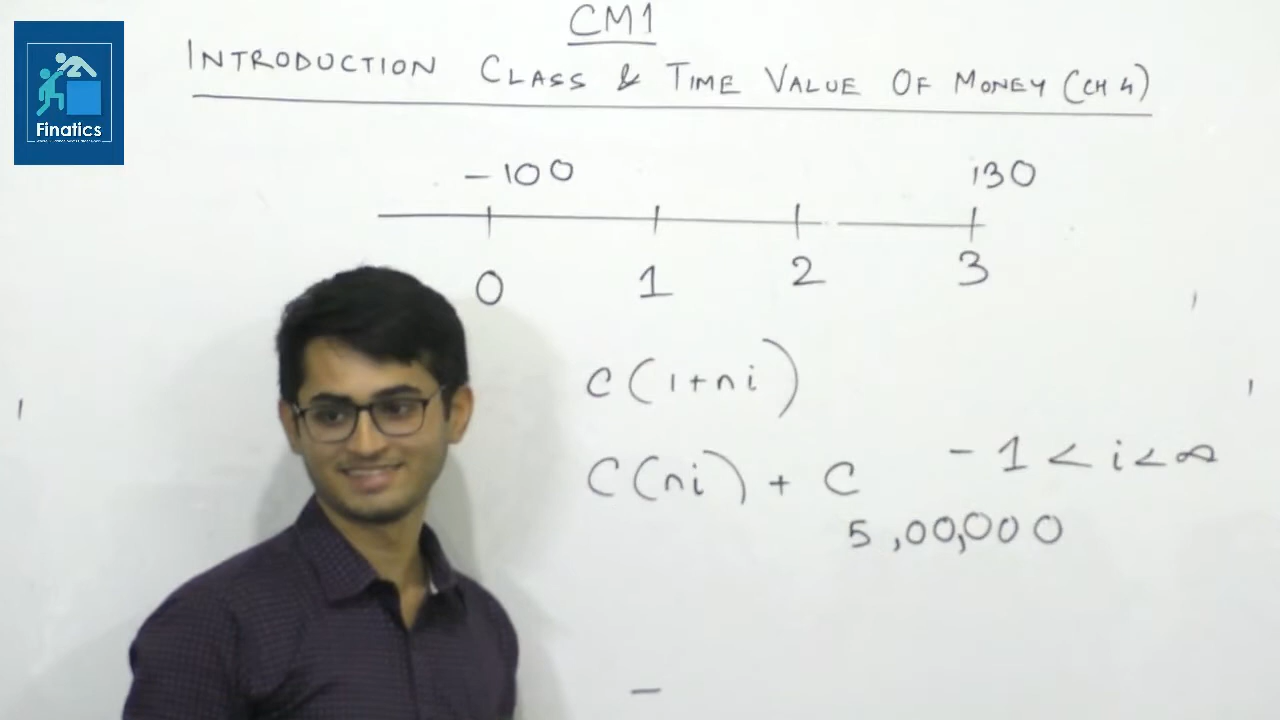 Finatics
CM1
INTRODUCTION CLASS & TIME VALUE OF MONEY (CH 4)
-100 130
0 1 2 3
C(1+ni)
C(ni) + C -1 < i < ∞
5,00,000
-